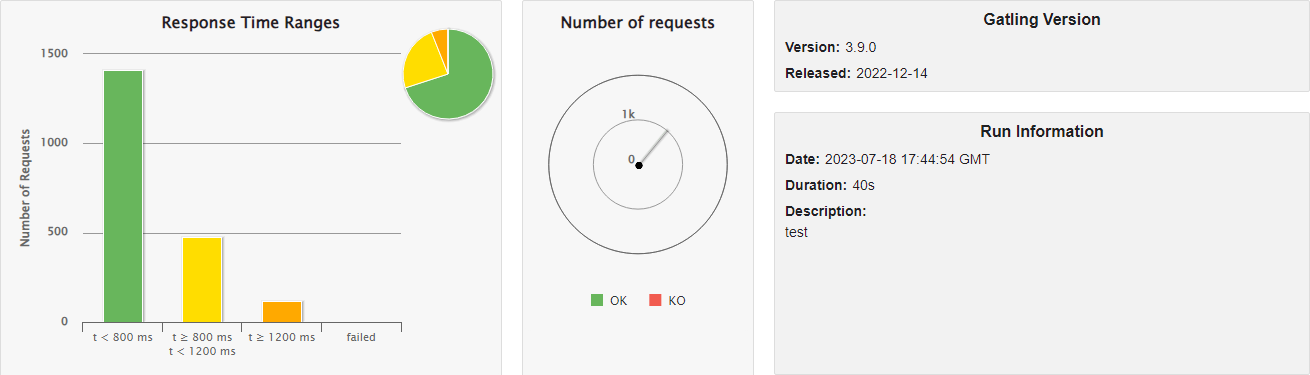 Response Time Ranges
Number of Requests
1500
1000
500
0
t < 800 ms
t ≥ 800 ms
t < 1200 ms
t ≥ 1200 ms
failed
Number of requests
1k
0
OK
KO
Gatling Version
Version: 3.9.0
Released: 2022-12-14
Run Information
Date: 2023-07-18 17:44:54 GMT
Duration: 40s
Description:
test